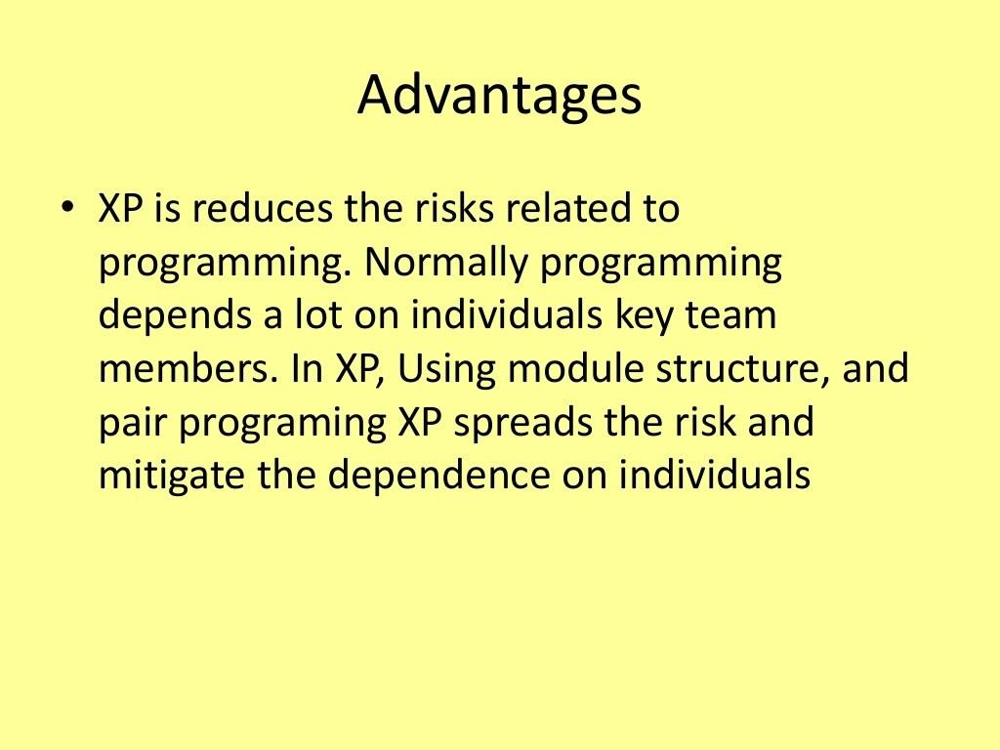 Advantages
• XP is reduces the risks related to
programming. Normally programming
depends a lot on individuals key team
members. In XP, Using module structure, and
pair programing XP spreads the risk and
mitigate the dependence on individuals